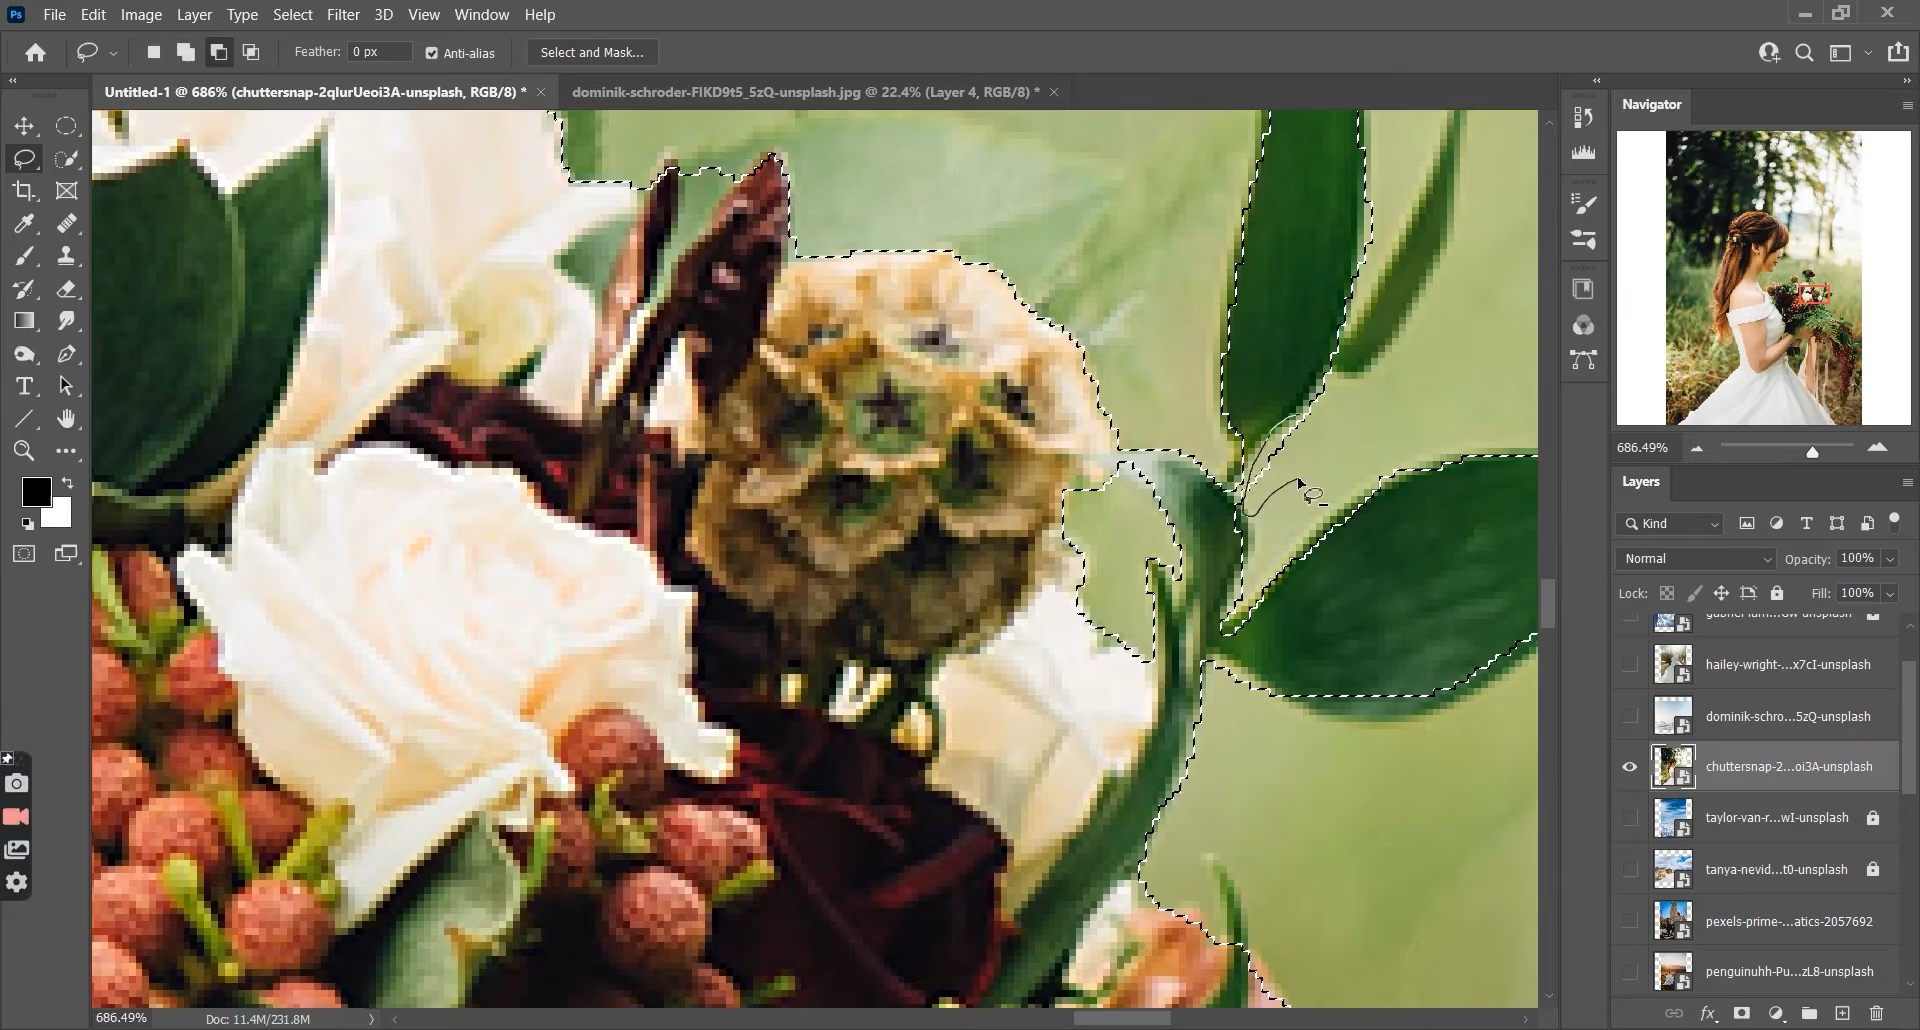 Ps File Edit Image Layer Type Select Filter 3D View Window Help
Feather: 0 px Anti-alias Select and Mask...
Untitled-1 @ 686% (chuttersnap-2qlurUeoi3A-unsplash, RGB/8) *
dominik-schroder-FIKD9t5_5zQ-unsplash.jpg @ 22.4% (Layer 4, RGB/8) *
Navigator
686.49%
Layers
Kind
Normal Opacity: 100%
Lock: Fill: 100%
hailey-wright-...x7cI-unsplash
dominik-schro...5zQ-unsplash
chuttersnap-2...oi3A-unsplash
taylor-van-r...wI-unsplash
tanya-nevid...t0-unsplash
pexels-prime-...atics-2057692
penguinuhh-Pu...zL8-unsplash
fx
686.49% Doc: 11.4M/231.8M